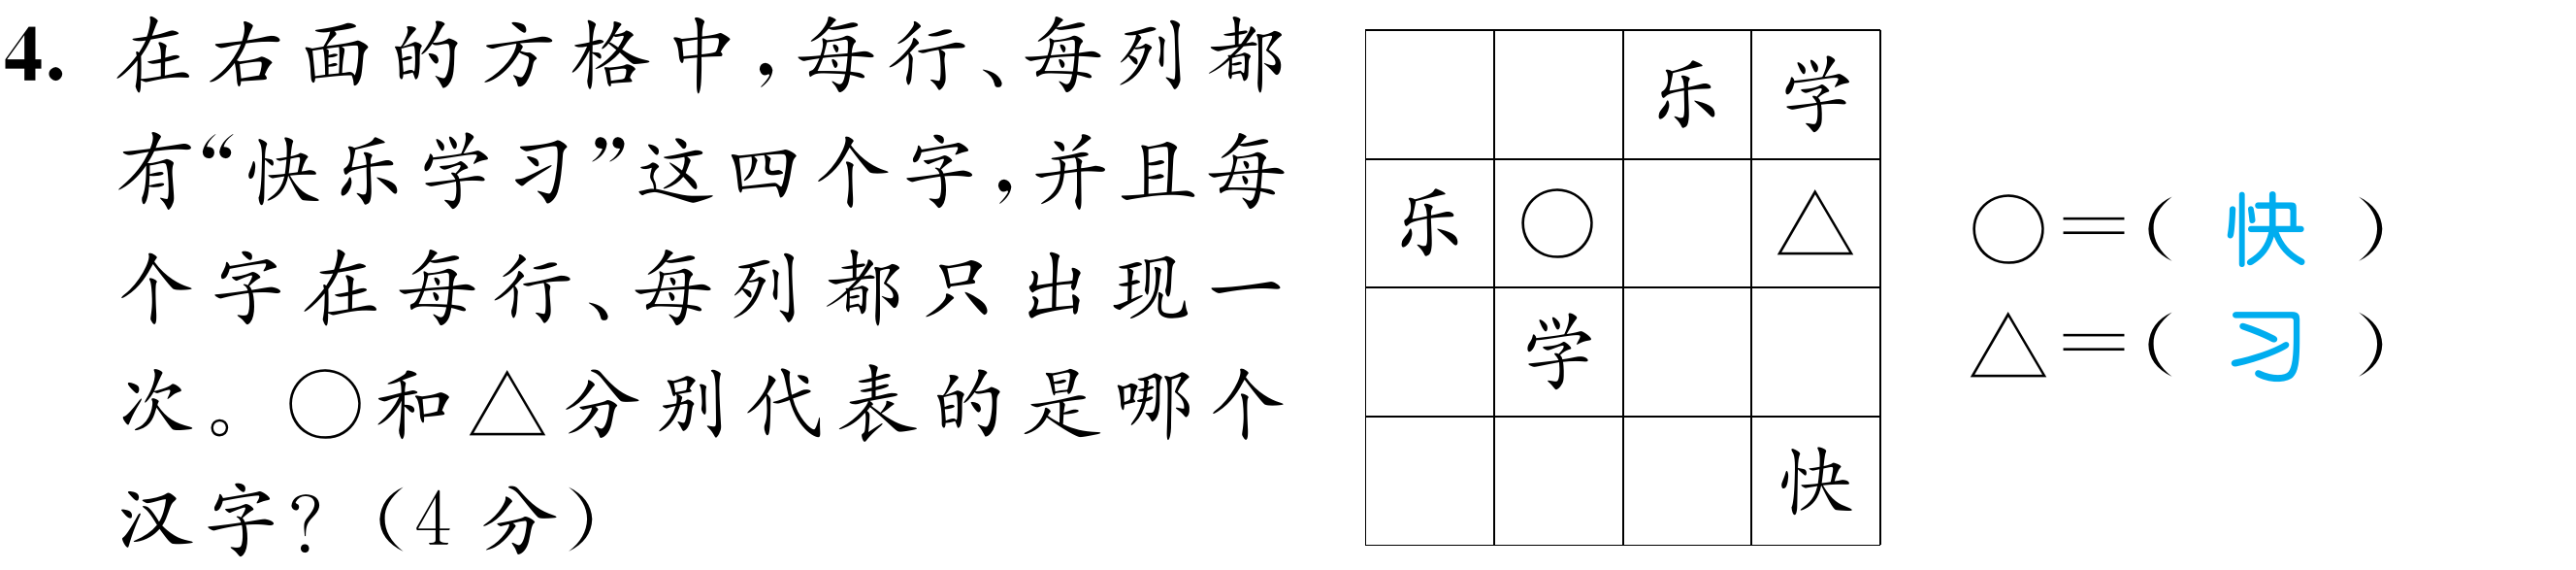 4. 在右面的方格中,每行、每列都
有“快乐学习”这四个字,并且每
个字在每行、每列都只出现一
次。○和△分别代表的是哪个
汉字?(4 分)
乐 学
乐 ○ △
学
快
○=( 快 )
△=( 习 )